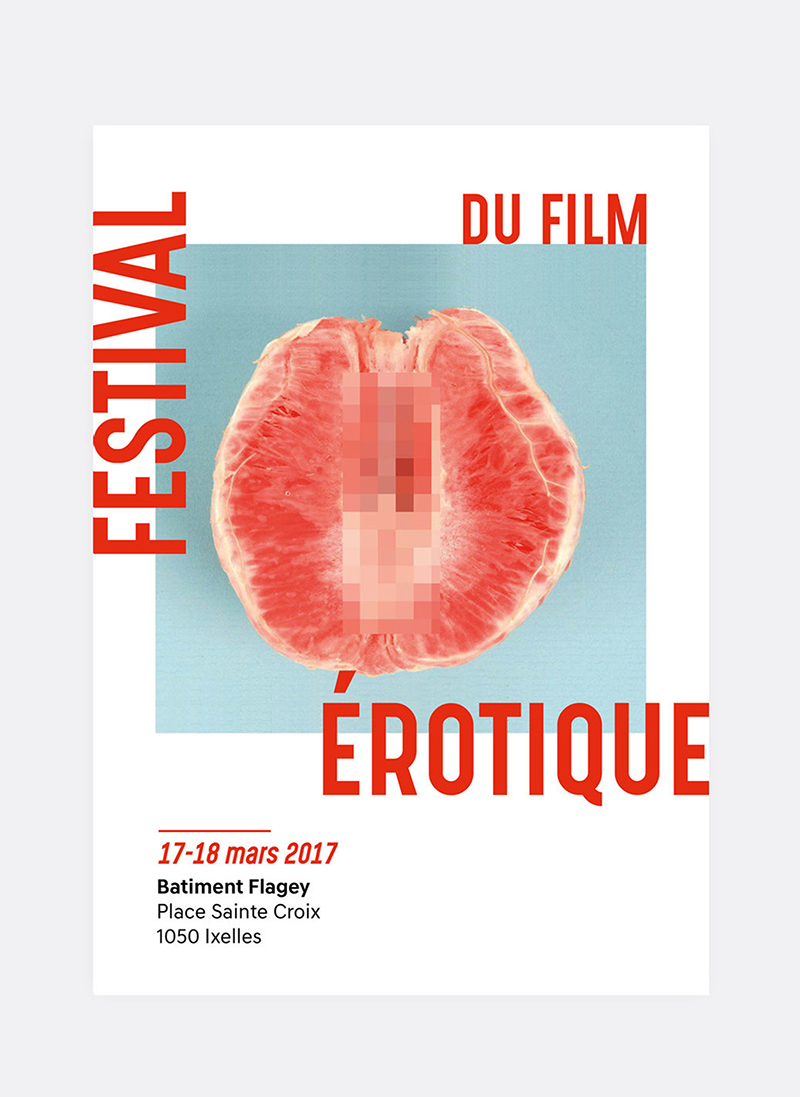 FESTIVAL
DU FILM
ÉROTIQUE
17-18 mars 2017
Batiment Flagey
Place Sainte Croix
1050 Ixelles